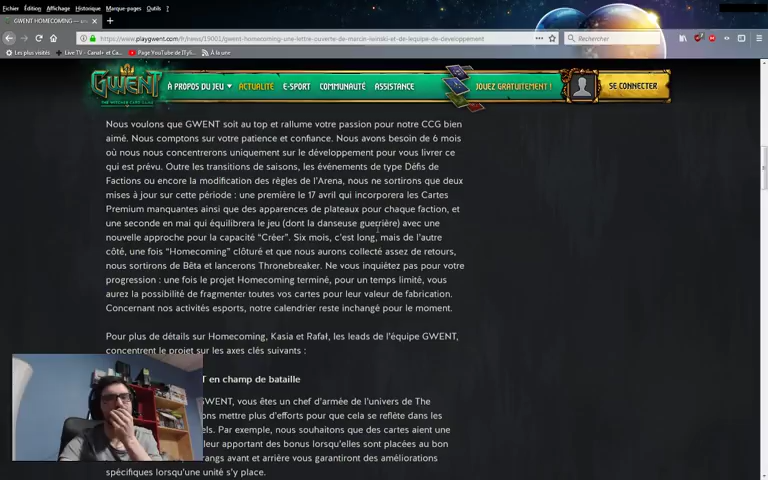 Fichier Édition Affichage Historique Marque-pages Outils
GWENT HOMECOMING —
https://www.playgwent.com/fr/news/19001/gwent-homecoming-une-lettre-ouverte-de-marcin-iwinski-et-de-lequipe-de-developpement
Rechercher
Les plus visités Live TV - Canal+ et Ca... Page YouTube de ITyli... À la une
GWENT
THE WITCHER CARD GAME
À PROPOS DU JEU ACTUALITÉ E-SPORT COMMUNAUTÉ ASSISTANCE
JOUEZ GRATUITEMENT !
SE CONNECTER
Nous voulons que GWENT soit au top et rallume votre passion pour notre CCG bien
aimé. Nous comptons sur votre patience et confiance. Nous avons besoin de 6 mois
où nous nous concentrerons uniquement sur le développement pour vous livrer ce
qui est prévu. Outre les transitions de saisons, les événements de type Défis de
Factions ou encore la modification des règles de l'Arena, nous ne sortirons que deux
mises à jour sur cette période : une première le 17 avril qui incorporera les Cartes
Premium manquantes ainsi que des apparences de plateaux pour chaque faction, et
une seconde en mai qui équilibrera le jeu (dont la danseuse guerrière) avec une
nouvelle approche pour la capacité "Créer". Six mois, c'est long, mais de l'autre
côté, une fois "Homecoming" clôturé et que nous aurons collecté assez de retours,
nous sortirons de Bêta et lancerons Thronebreaker. Ne vous inquiétez pas pour votre
progression : une fois le projet Homecoming terminé, pour un temps limité, vous
aurez la possibilité de fragmenter toutes vos cartes pour leur valeur de fabrication.
Concernant nos activités esports, notre calendrier reste inchangé pour le moment.
Pour plus de détails sur Homecoming, Kasia et Rafał, les leads de l'équipe GWENT,
concentrent le projet sur les axes clés suivants :
T en champ de bataille
GWENT, vous êtes un chef d'armée de l'univers de The
ons mettre plus d'efforts pour que cela se reflète dans les
els. Par exemple, nous souhaitons que des cartes aient une
leur apportant des bonus lorsqu'elles sont placées au bon
rangs avant et arrière vous garantiront des améliorations
spécifiques lorsqu'une unité s'y place.